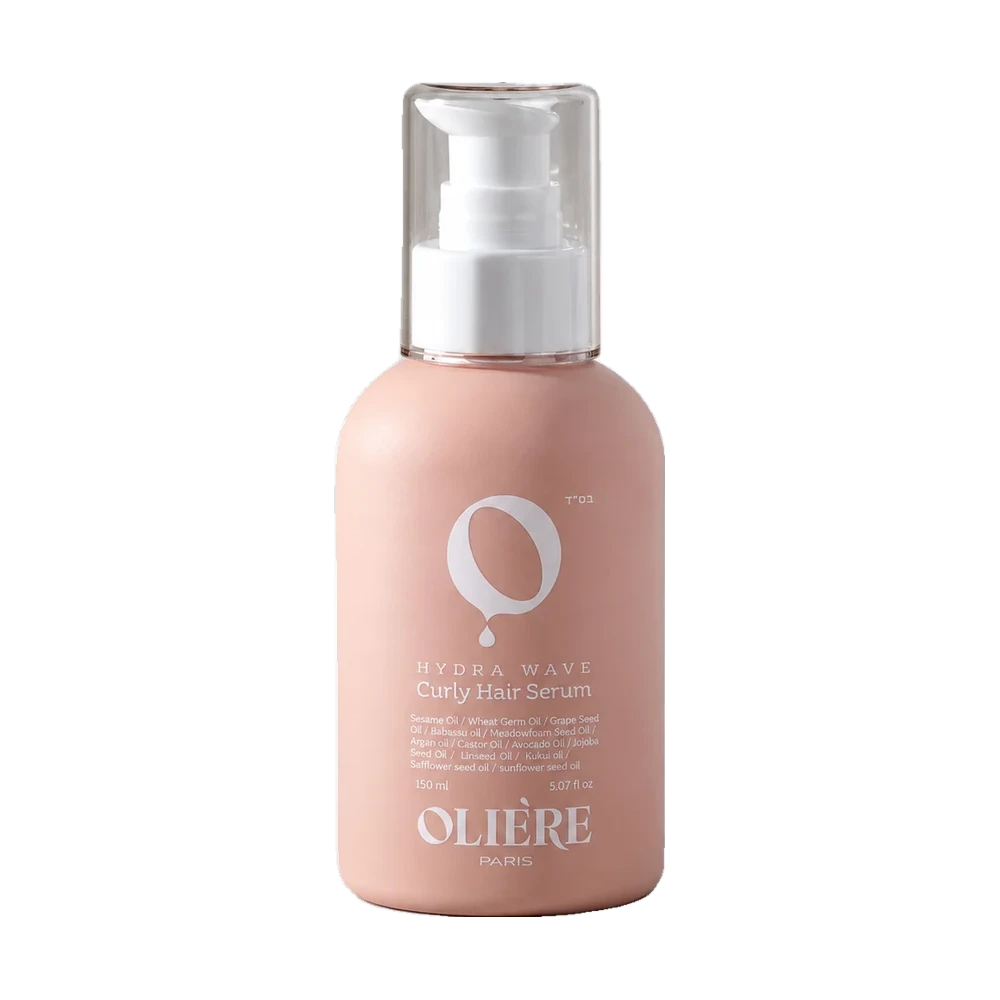 בס"ד
HYDRA WAVE
Curly Hair Serum
Sesame Oil / Wheat Germ Oil / Grape Seed
Oil / Babassu oil / Meadowfoam Seed Oil /
Argan oil / Castor Oil / Avocado Oil / Jojoba
Seed Oil / Linseed Oil / Kukui oil /
Safflower seed oil / sunflower seed oil
150 ml 5.07 fl oz
OLIÈRE
PARIS